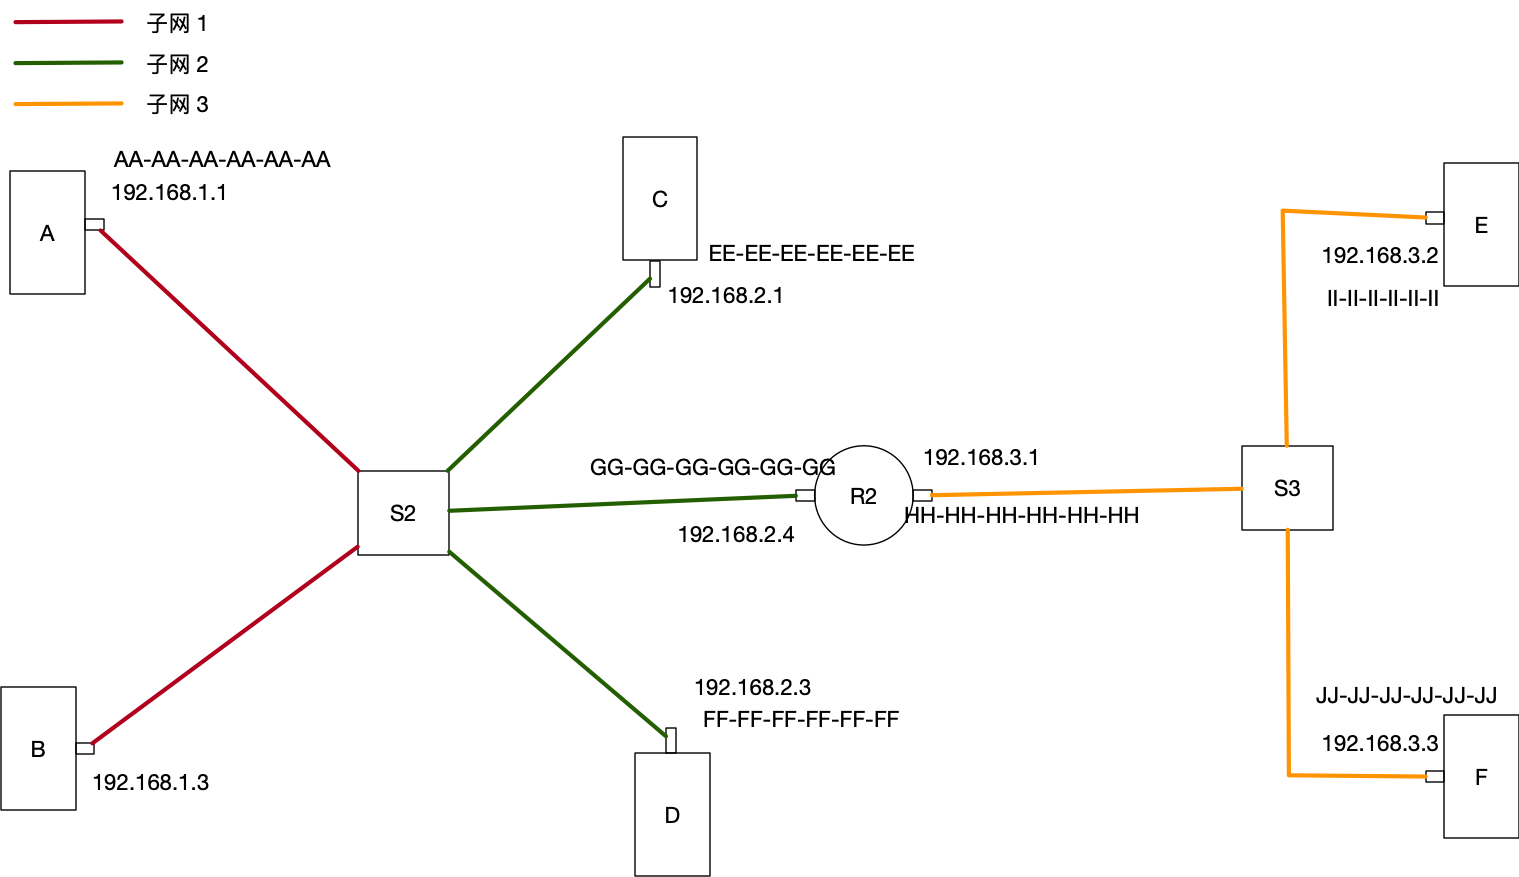 子网 1
子网 2
子网 3
AA-AA-AA-AA-AA-AA
192.168.1.1
A
C
EE-EE-EE-EE-EE-EE
192.168.2.1
E
192.168.3.2
II-II-II-II-II-II
GG-GG-GG-GG-GG-GG
192.168.3.1
R2
S2
S3
HH-HH-HH-HH-HH-HH
192.168.2.4
192.168.2.3
FF-FF-FF-FF-FF-FF
JJ-JJ-JJ-JJ-JJ-JJ
192.168.3.3
B
192.168.1.3
D
F